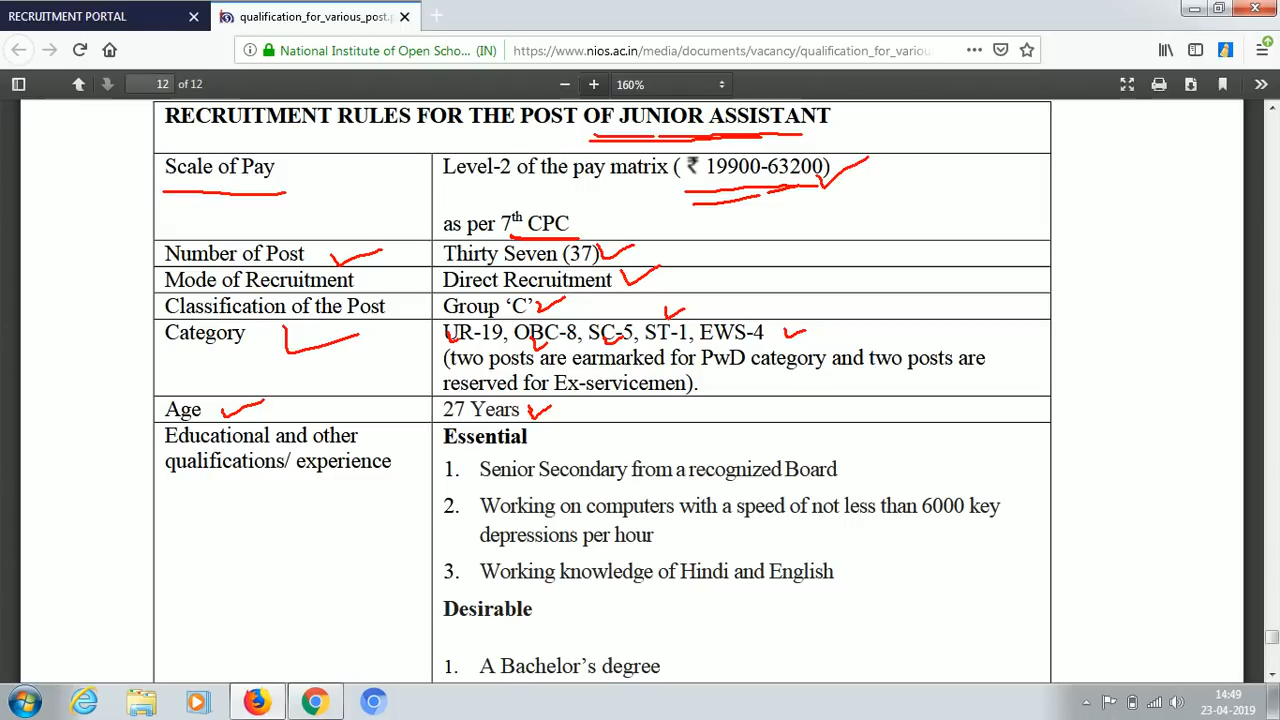 RECRUITMENT PORTAL
qualification_for_various_post.p
National Institute of Open Scho... (IN)
https://www.nios.ac.in/media/documents/vacancy/qualification_for_variou
12 of 12
160%
RECRUITMENT RULES FOR THE POST OF JUNIOR ASSISTANT
Scale of Pay
Level-2 of the pay matrix ( ₹ 19900-63200)
as per 7th CPC
Number of Post
Thirty Seven (37)
Mode of Recruitment
Direct Recruitment
Classification of the Post
Group ‘C’
Category
UR-19, OBC-8, SC-5, ST-1, EWS-4
(two posts are earmarked for PwD category and two posts are
reserved for Ex-servicemen).
Age
27 Years
Educational and other
qualifications/ experience
Essential
1. Senior Secondary from a recognized Board
2. Working on computers with a speed of not less than 6000 key
depressions per hour
3. Working knowledge of Hindi and English
Desirable
1. A Bachelor’s degree
14:49
23-04-2019